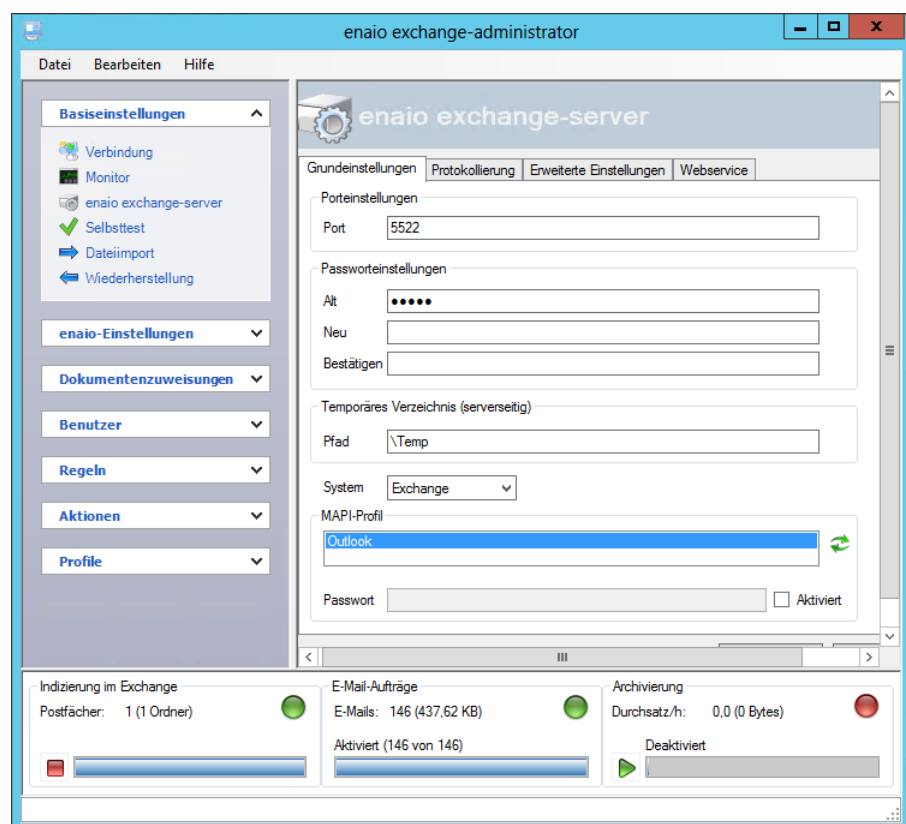 enaio exchange-administrator
Datei Bearbeiten Hilfe
Basiseinstellungen
Verbindung
Monitor
enaio exchange-server
Selbsttest
Dateiimport
Wiederherstellung
enaio-Einstellungen
Dokumentenzuweisungen
Benutzer
Regeln
Aktionen
Profile
enaio exchange-server
Grundeinstellungen Protokollierung Erweiterte Einstellungen Webservice
Porteinstellungen
Port 5522
Passworteinstellungen
Alt •••••
Neu
Bestätigen
Temporäres Verzeichnis (serverseitig)
Pfad \Temp
System Exchange
MAPI-Profil
Outlook
Passwort Aktiviert
Indizierung im Exchange
Postfächer: 1 (1 Ordner)
E-Mail-Aufträge
E-Mails: 146 (437,62 KB)
Aktiviert (146 von 146)
Archivierung
Durchsatz/h: 0,0 (0 Bytes)
Deaktiviert